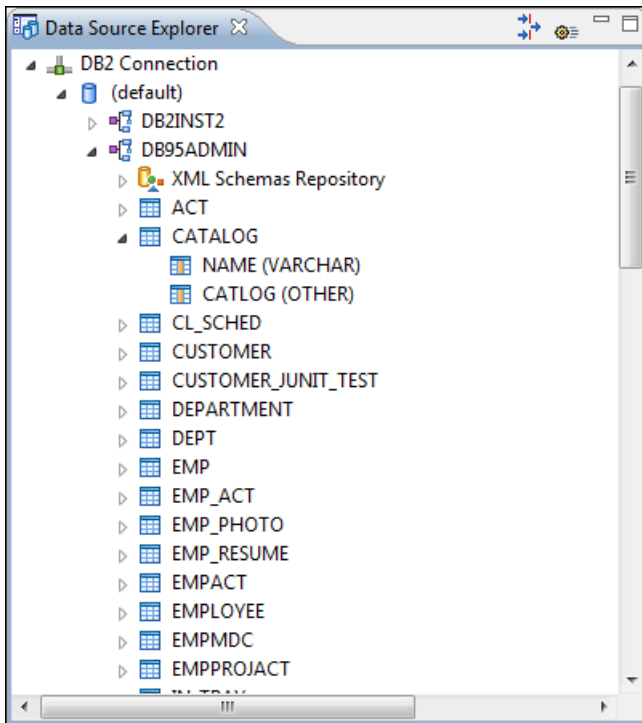 Data Source Explorer
DB2 Connection
(default)
DB2INST2
DB95ADMIN
XML Schemas Repository
ACT
CATALOG
NAME (VARCHAR)
CATLOG (OTHER)
CL_SCHED
CUSTOMER
CUSTOMER_JUNIT_TEST
DEPARTMENT
DEPT
EMP
EMP_ACT
EMP_PHOTO
EMP_RESUME
EMPACT
EMPLOYEE
EMPMDC
EMPPROJACT